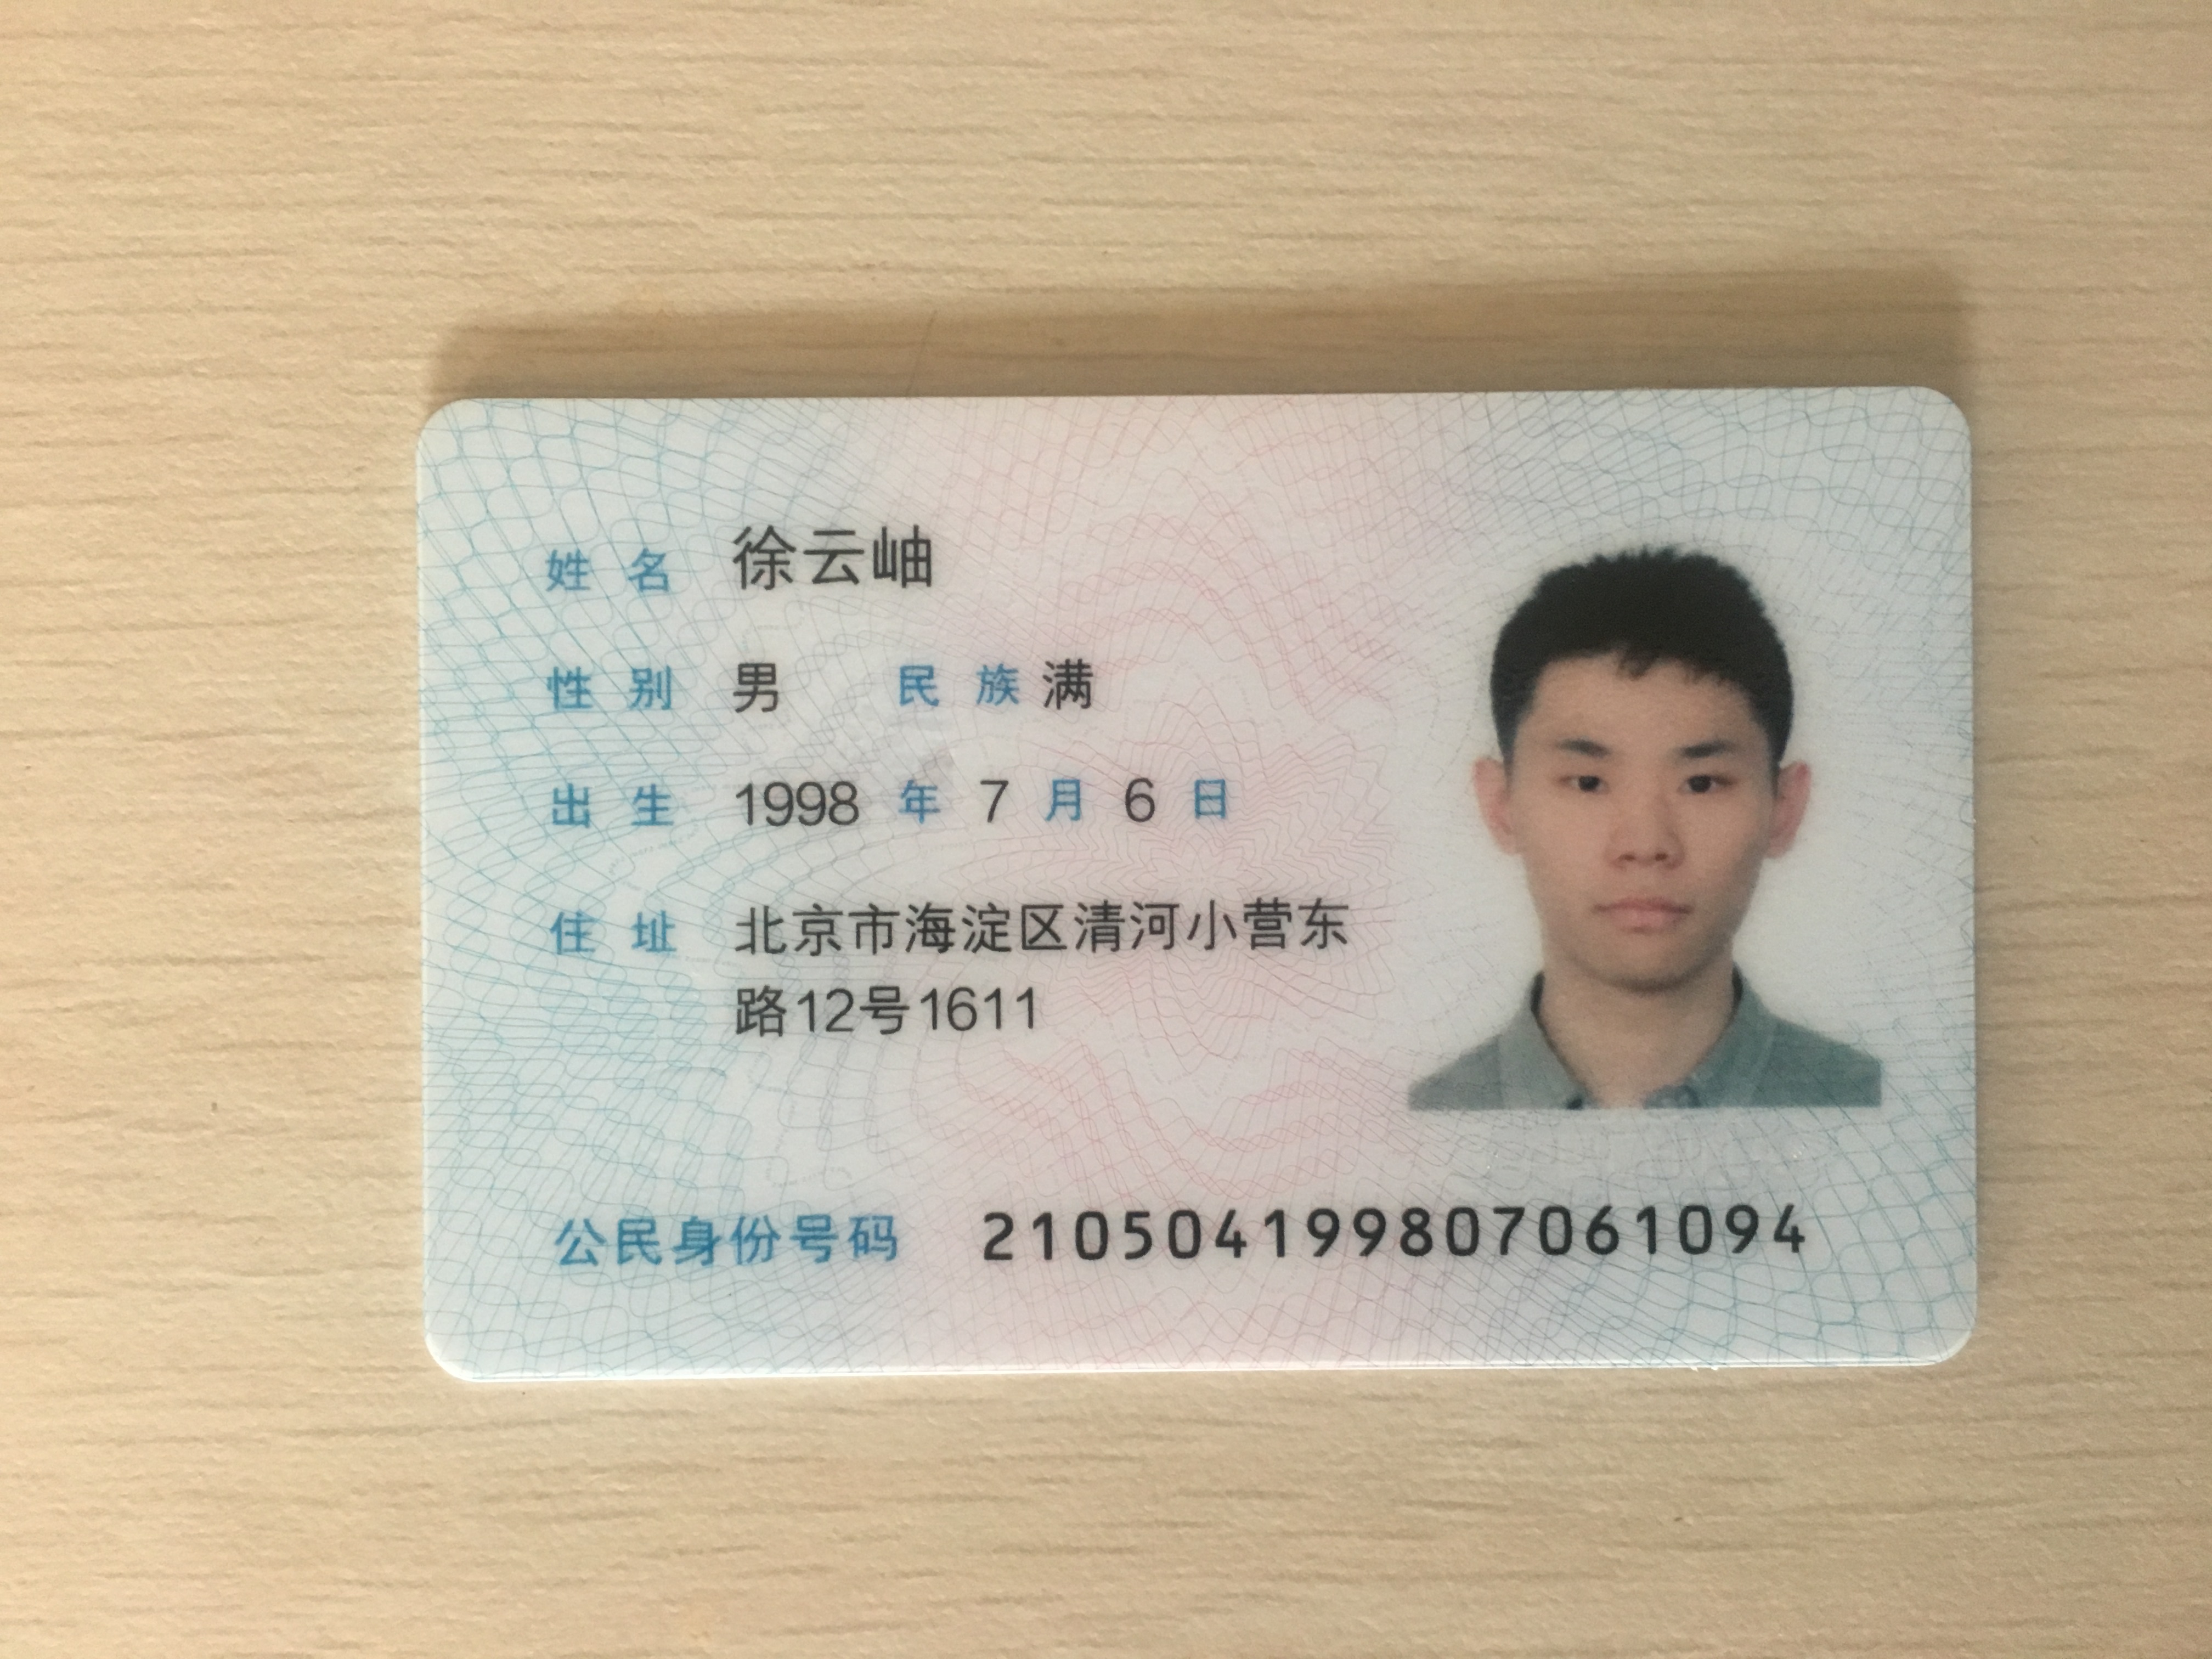 姓名 徐云岫
性别 男 民族 满
出生 1998 年 7 月 6 日
住址 北京市海淀区清河小营东
路12号1611
公民身份号码 210504199807061094